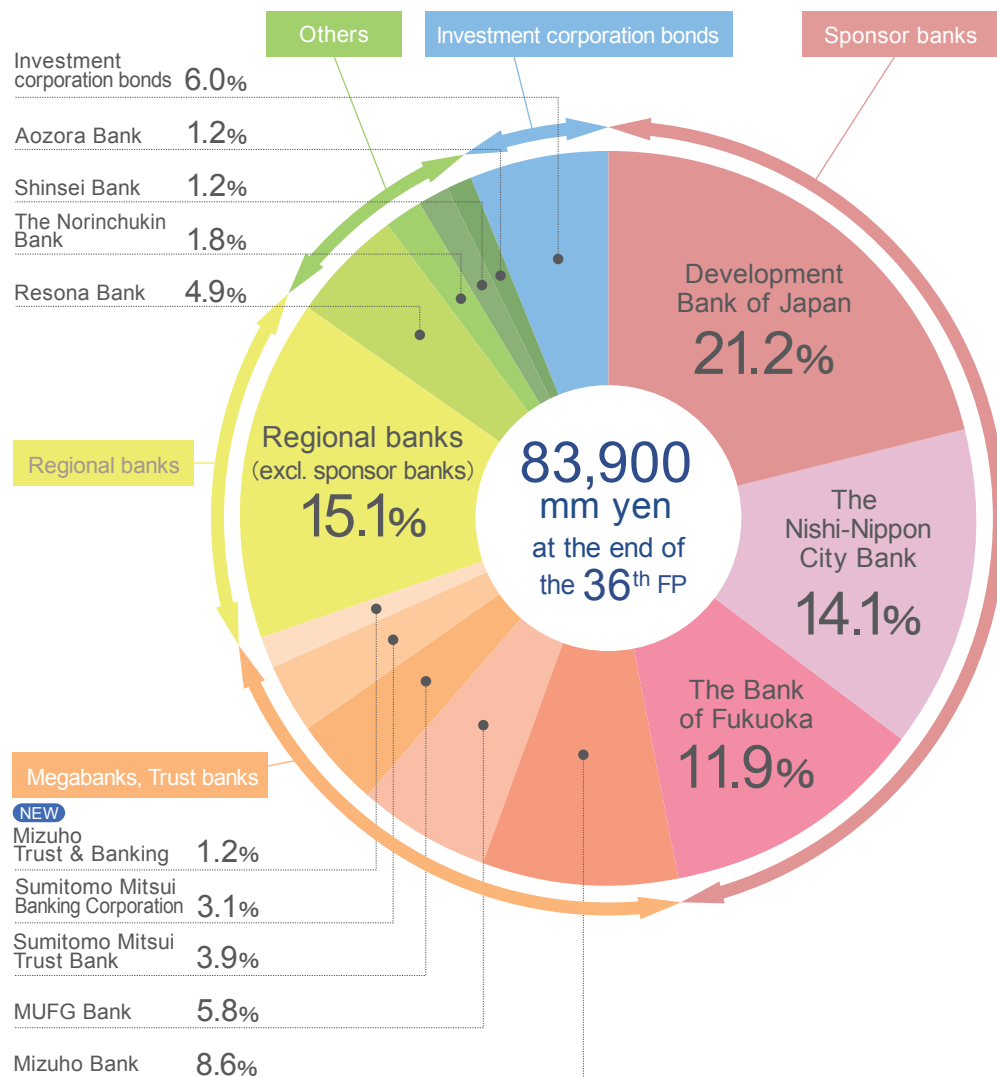 Others
Investment corporation bonds
Sponsor banks
Investment
corporation bonds 6.0%
Aozora Bank 1.2%
Shinsei Bank 1.2%
The Norinchukin
Bank 1.8%
Resona Bank 4.9%
Development
Bank of Japan
21.2%
Regional banks
Regional banks
(excl. sponsor banks)
15.1%
83,900
mm yen
at the end of
the 36th FP
The
Nishi-Nippon
City Bank
14.1%
The Bank
of Fukuoka
11.9%
Megabanks, Trust banks
NEW
Mizuho
Trust & Banking 1.2%
Sumitomo Mitsui
Banking Corporation 3.1%
Sumitomo Mitsui
Trust Bank 3.9%
MUFG Bank 5.8%
Mizuho Bank 8.6%